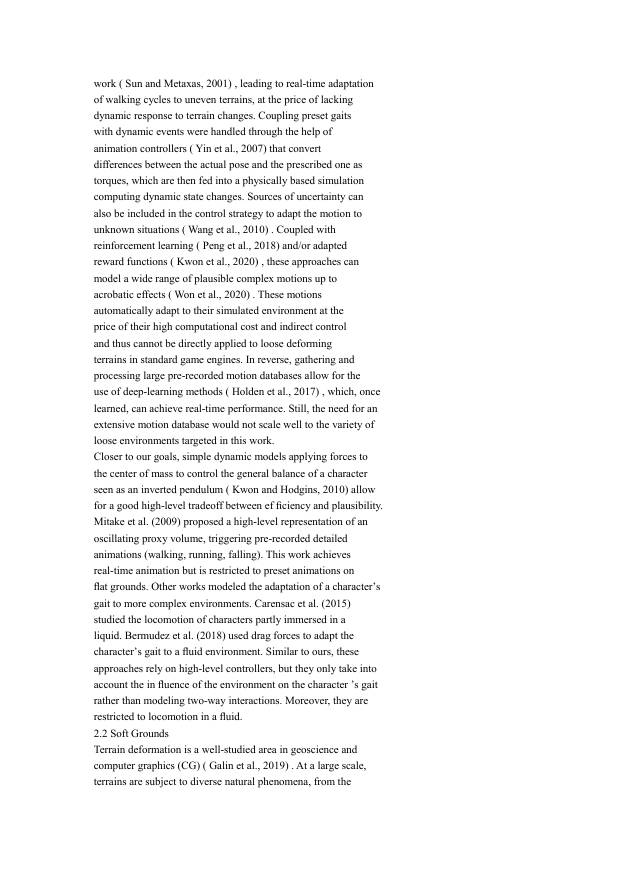 work ( Sun and Metaxas, 2001) , leading to real-time adaptation
of walking cycles to uneven terrains, at the price of lacking
dynamic response to terrain changes. Coupling preset gaits
with dynamic events were handled through the help of
animation controllers ( Yin et al., 2007) that convert
differences between the actual pose and the prescribed one as
torques, which are then fed into a physically based simulation
computing dynamic state changes. Sources of uncertainty can
also be included in the control strategy to adapt the motion to
unknown situations ( Wang et al., 2010) . Coupled with
reinforcement learning ( Peng et al., 2018) and/or adapted
reward functions ( Kwon et al., 2020) , these approaches can
model a wide range of plausible complex motions up to
acrobatic effects ( Won et al., 2020) . These motions
automatically adapt to their simulated environment at the
price of their high computational cost and indirect control
and thus cannot be directly applied to loose deforming
terrains in standard game engines. In reverse, gathering and
processing large pre-recorded motion databases allow for the
use of deep-learning methods ( Holden et al., 2017) , which, once
learned, can achieve real-time performance. Still, the need for an
extensive motion database would not scale well to the variety of
loose environments targeted in this work.
Closer to our goals, simple dynamic models applying forces to
the center of mass to control the general balance of a character
seen as an inverted pendulum ( Kwon and Hodgins, 2010) allow
for a good high-level tradeoff between ef ficiency and plausibility.
Mitake et al. (2009) proposed a high-level representation of an
oscillating proxy volume, triggering pre-recorded detailed
animations (walking, running, falling). This work achieves
real-time animation but is restricted to preset animations on
flat grounds. Other works modeled the adaptation of a character’s
gait to more complex environments. Carensac et al. (2015)
studied the locomotion of characters partly immersed in a
liquid. Bermudez et al. (2018) used drag forces to adapt the
character’s gait to a fluid environment. Similar to ours, these
approaches rely on high-level controllers, but they only take into
account the in fluence of the environment on the character ’s gait
rather than modeling two-way interactions. Moreover, they are
restricted to locomotion in a fluid.
2.2 Soft Grounds
Terrain deformation is a well-studied area in geoscience and
computer graphics (CG) ( Galin et al., 2019) . At a large scale,
terrains are subject to diverse natural phenomena, from the